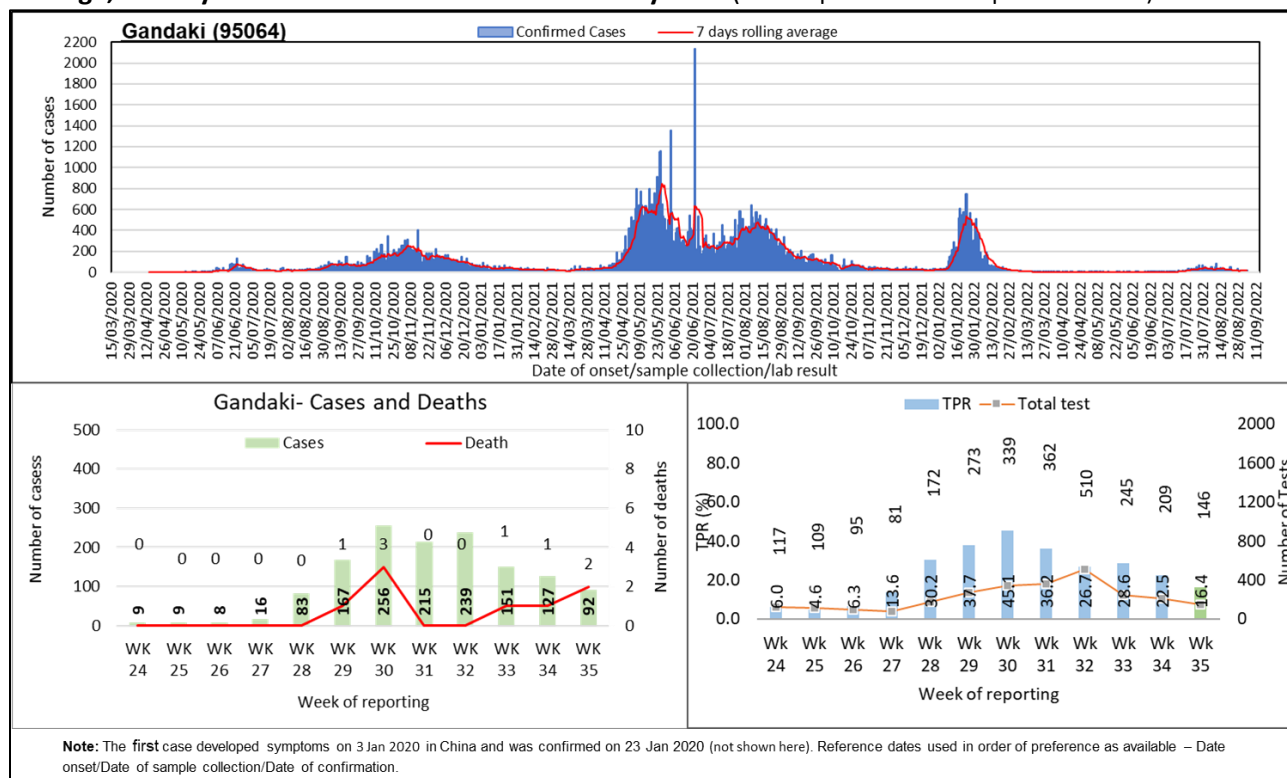 Gandaki (95064)
Confirmed Cases 7 days rolling average
Number of cases
2200
2000
1800
1600
1400
1200
1000
800
600
400
200
0
15/03/2020 29/03/2020 12/04/2020 26/04/2020 10/05/2020 24/05/2020 07/06/2020 21/06/2020 05/07/2020 19/07/2020 02/08/2020 16/08/2020 30/08/2020 13/09/2020 27/09/2020 11/10/2020 25/10/2020 08/11/2020 22/11/2020 06/12/2020 20/12/2020 03/01/2021 17/01/2021 31/01/2021 14/02/2021 28/02/2021 14/03/2021 28/03/2021 11/04/2021 25/04/2021 09/05/2021 23/05/2021 06/06/2021 20/06/2021 04/07/2021 18/07/2021 01/08/2021 15/08/2021 29/08/2021 12/09/2021 26/09/2021 10/10/2021 24/10/2021 07/11/2021 21/11/2021 05/12/2021 19/12/2021 02/01/2022 16/01/2022 30/01/2022 13/02/2022 27/02/2022 13/03/2022 27/03/2022 10/04/2022 24/04/2022 08/05/2022 22/05/2022 05/06/2022 19/06/2022 03/07/2022 17/07/2022 31/07/2022 14/08/2022 28/08/2022 11/09/2022
Date of onset/sample collection/lab result
Gandaki- Cases and Deaths
Cases Death
Number of casess
500
400
300
200
100
0
0 0 0 0 0 1 3 0 0 1 1 2
9 9 8 16 83 167 256 215 239 151 127 92
10
8
6
4
2
0
Number of deaths
WK WK WK WK WK WK WK WK WK WK WK WK
24 25 26 27 28 29 30 31 32 33 34 35
Week of reporting
TPR Total test
TPR (%)
100.0
80.0
60.0
40.0
20.0
0.0
117 109 95 81 172 273 339 362 510 245 209 146
6.0 4.6 6.3 13.6 30.2 37.7 45.1 36.2 26.7 28.6 22.5 16.4
2000
1600
1200
800
400
0
Number of Tests
Wk Wk Wk Wk Wk Wk Wk Wk Wk Wk Wk Wk
24 25 26 27 28 29 30 31 32 33 34 35
Week of reporting
Note: The first case developed symptoms on 3 Jan 2020 in China and was confirmed on 23 Jan 2020 (not shown here). Reference dates used in order of preference as available – Date
onset/Date of sample collection/Date of confirmation.